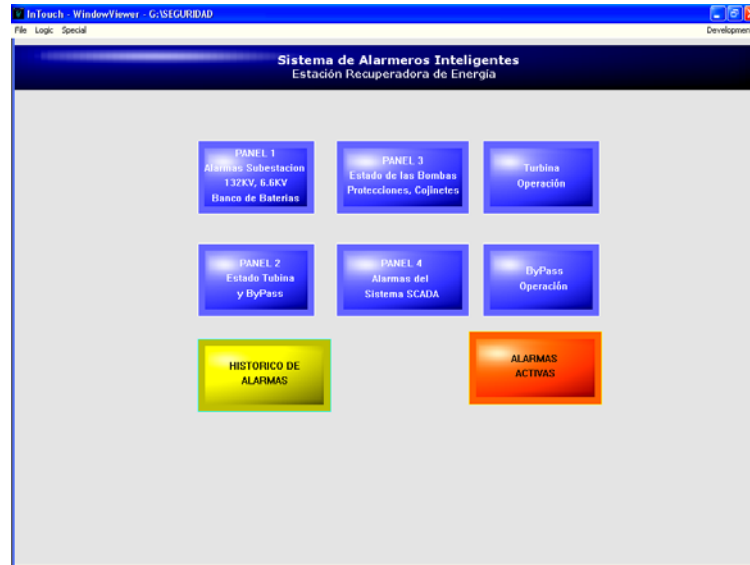 InTouch - WindowViewer - G:\SEGURIDAD
File Logic Special
Development
Sistema de Alarmeros Inteligentes
Estación Recuperadora de Energía
PANEL 1
Alarmas Subestacion
132KV, 6.6KV
Banco de Baterias
PANEL 3
Estado de las Bombas
Protecciones, Cojinetes
Turbina
Operación
PANEL 2
Estado Tubina
y ByPass
PANEL 4
Alarmas del
Sistema SCADA
ByPass
Operación
HISTORICO DE
ALARMAS
ALARMAS
ACTIVAS